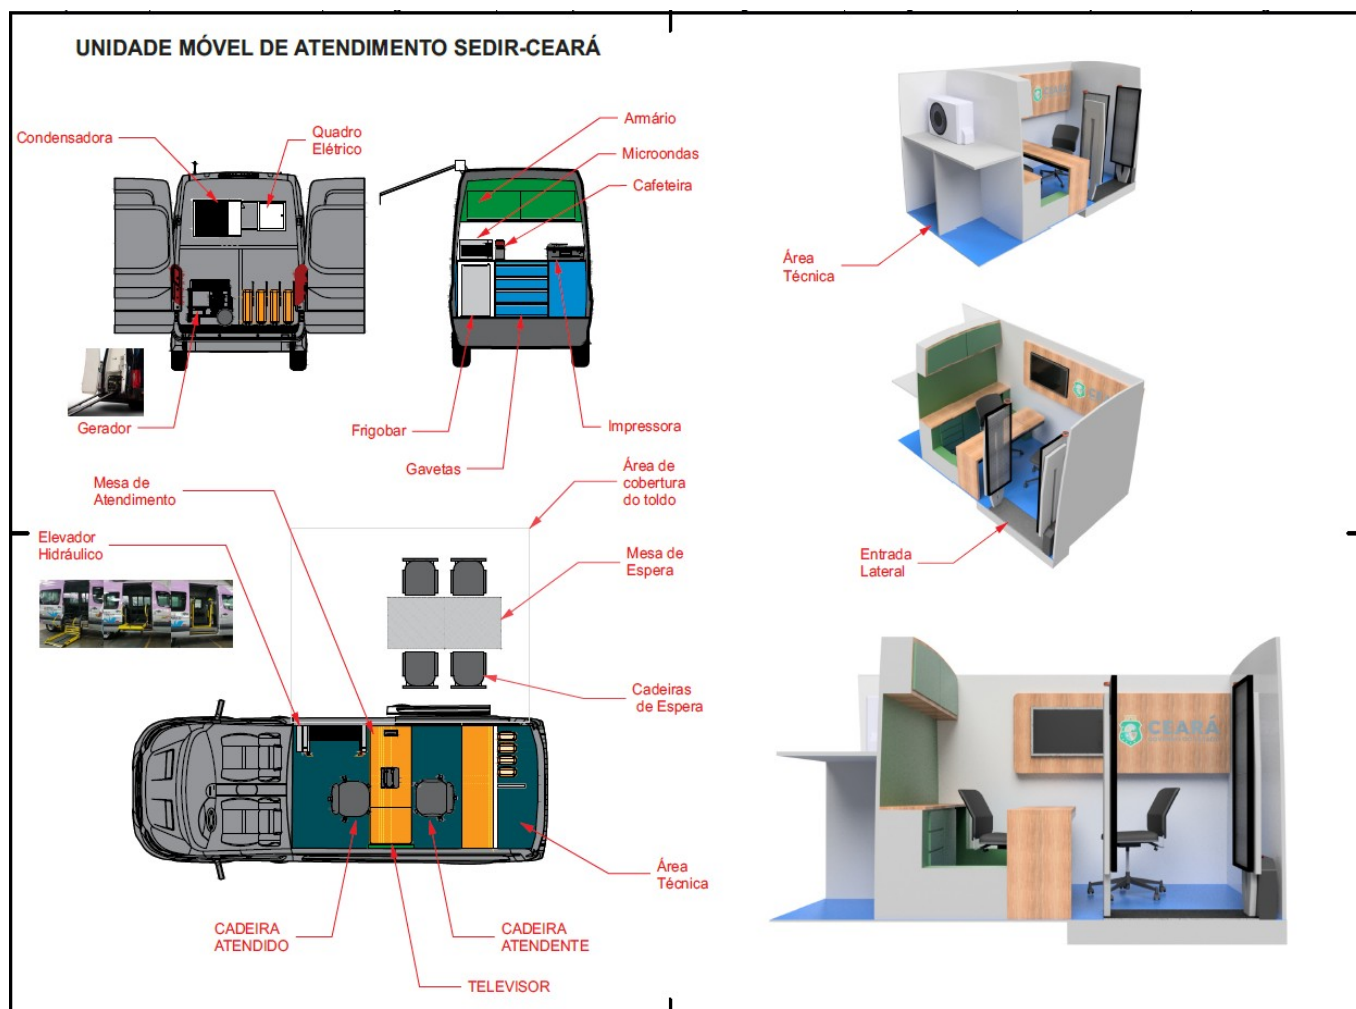 UNIDADE MÓVEL DE ATENDIMENTO SEDIR-CEARÁ
Condensadora
Quadro
Elétrico
Armário
Microondas
Cafeteira
Gerador
Frigobar
Gavetas
Impressora
Área
Técnica
Mesa de
Atendimento
Área de
cobertura
do toldo
Elevador
Hidráulico
Mesa de
Espera
Entrada
Lateral
Cadeiras
de Espera
Área
Técnica
CADEIRA
ATENDIDO
CADEIRA
ATENDENTE
TELEVISOR
CEARÁ